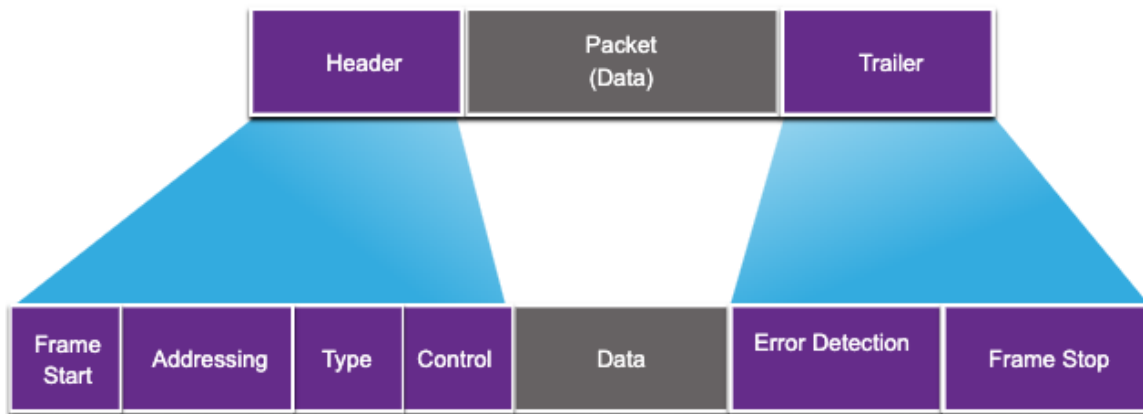 Header
Packet
(Data)
Trailer
Frame
Start
Addressing
Type
Control
Data
Error Detection
Frame Stop